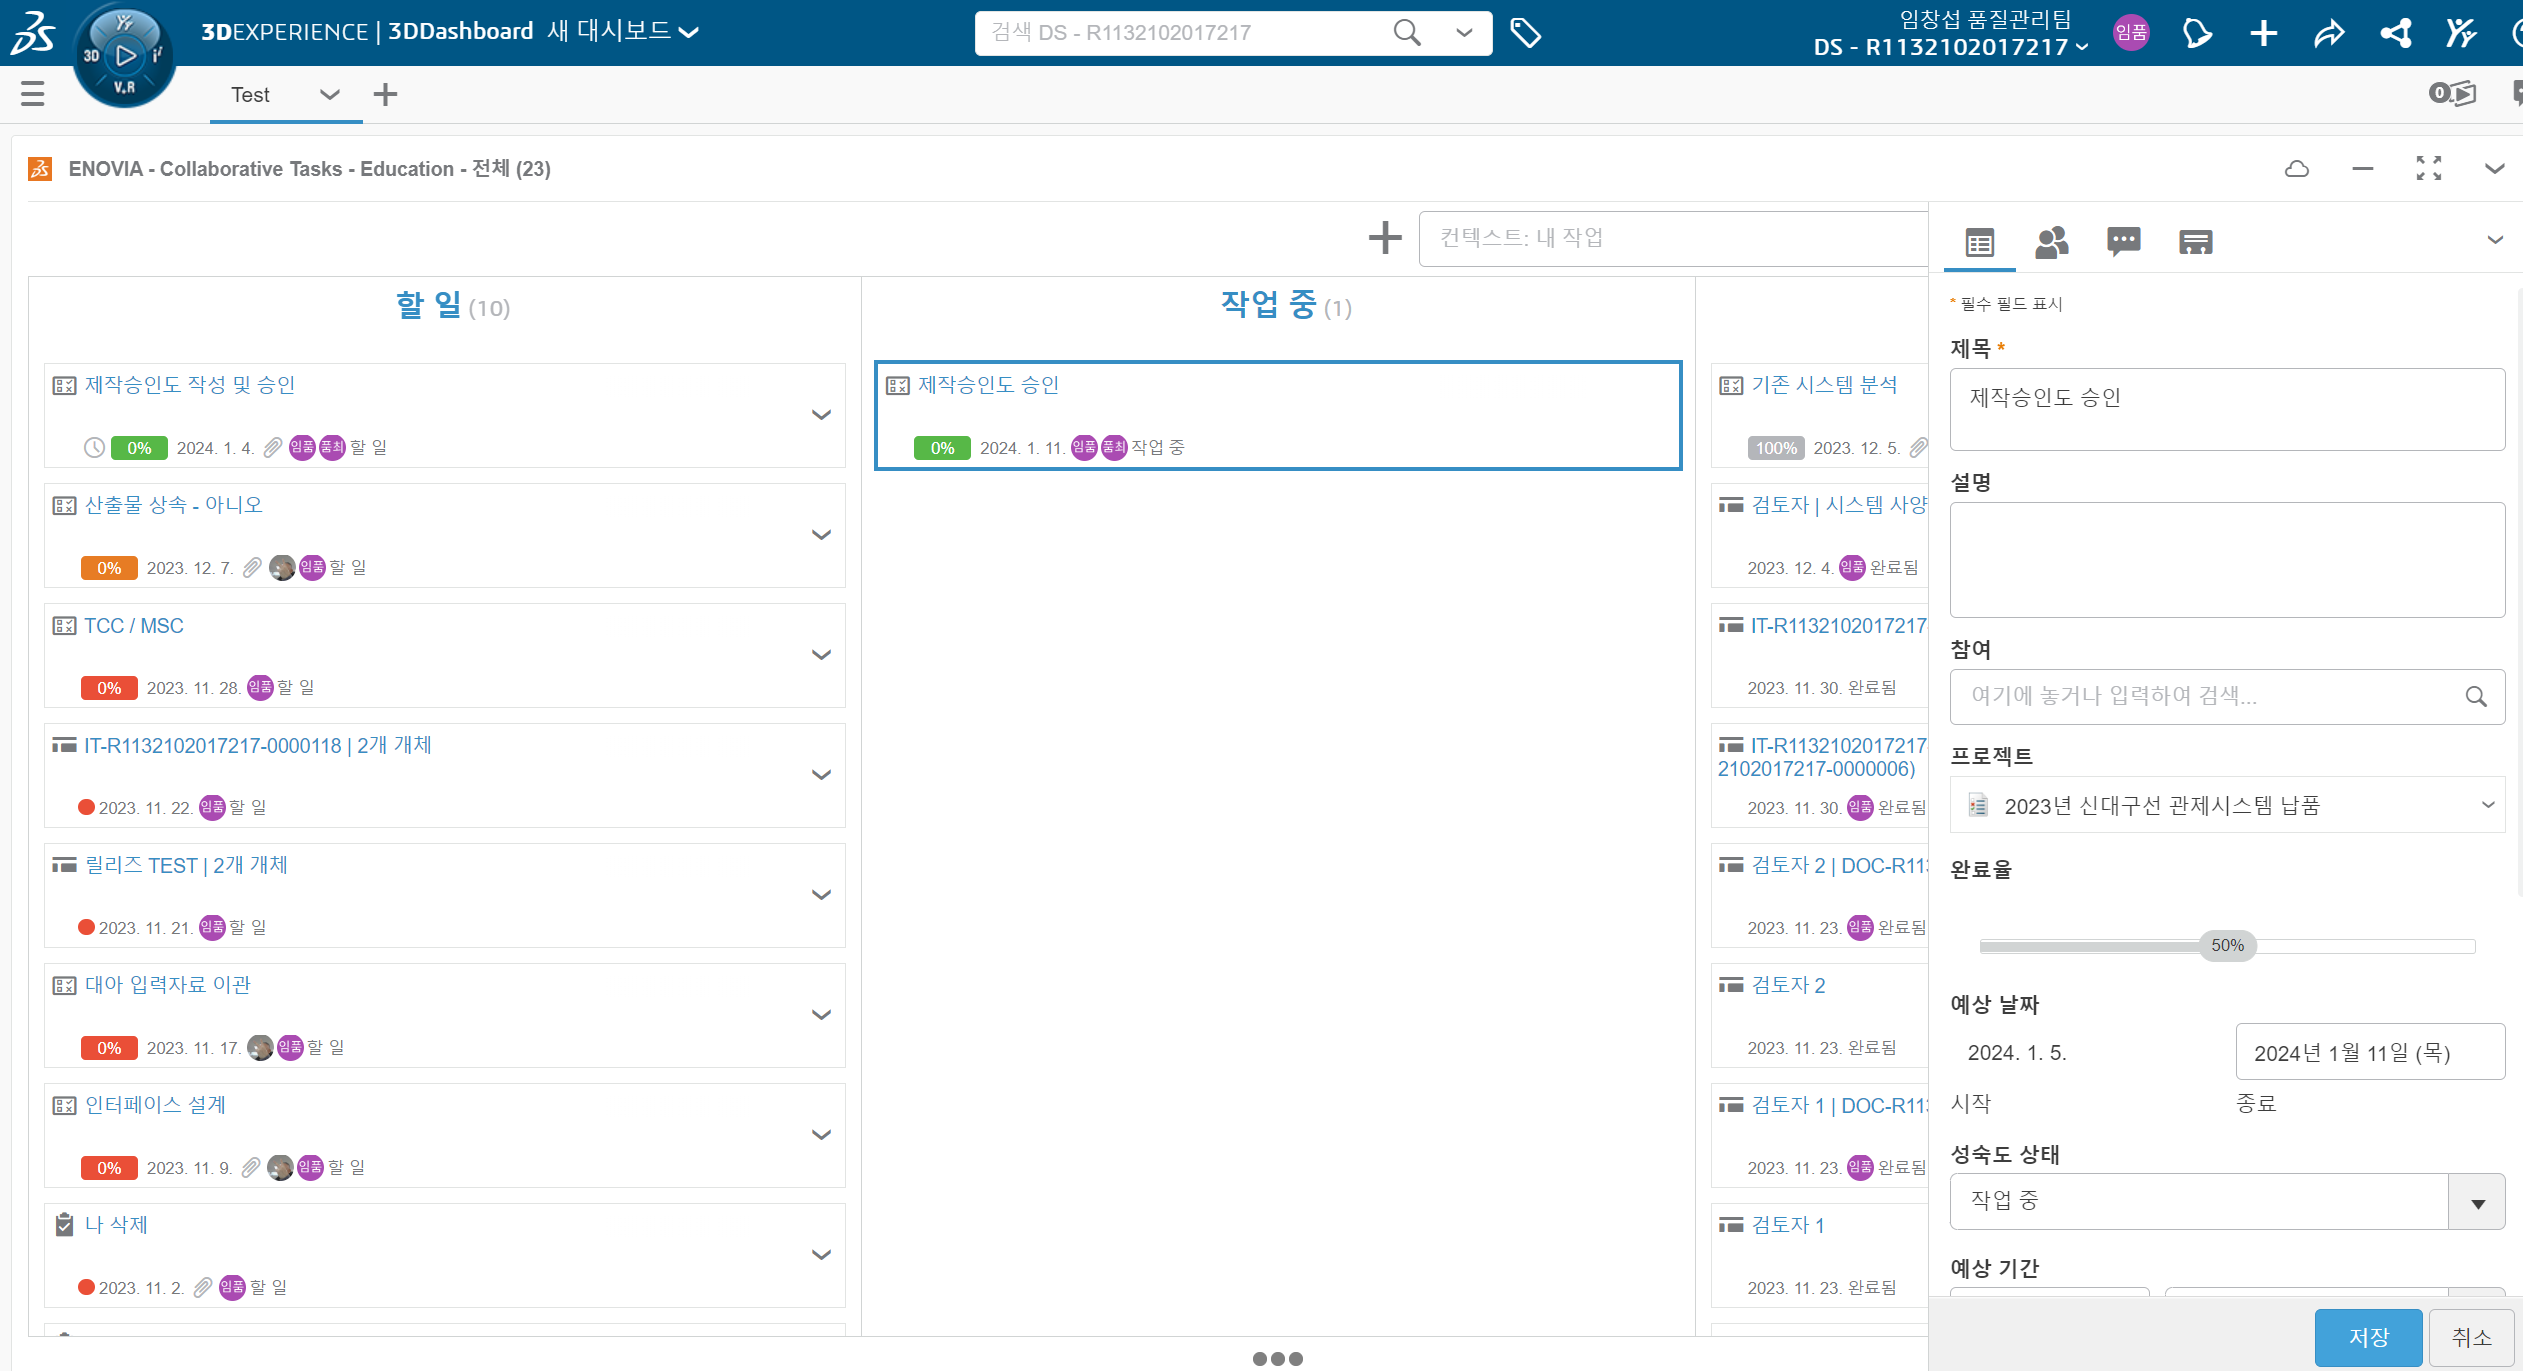 3DEXPERIENCE | 3DDashboard 새 대시보드
검색 DS - R1132102017217
임창섭 품질관리팀
DS - R1132102017217
임품
3D
V.R
Test
0
ENOVIA - Collaborative Tasks - Education - 전체 (23)
컨텍스트: 내 작업
할 일 (10)
제작승인도 작성 및 승인
0% 2024. 1. 4. 임품 품최 할 일
산출물 상속 - 아니오
0% 2023. 12. 7. 임품 할 일
TCC / MSC
0% 2023. 11. 28. 임품 할 일
IT-R1132102017217-0000118 | 2개 개체
2023. 11. 22. 임품 할 일
릴리즈 TEST | 2개 개체
2023. 11. 21. 임품 할 일
대아 입력자료 이관
0% 2023. 11. 17. 임품 할 일
인터페이스 설계
0% 2023. 11. 9. 임품 할 일
나 삭제
2023. 11. 2. 임품 할 일
작업 중 (1)
제작승인도 승인
0% 2024. 1. 11. 임품 품최 작업 중
기존 시스템 분석
100% 2023. 12. 5.
검토자 | 시스템 사양
2023. 12. 4. 임품 완료됨
IT-R1132102017217
2023. 11. 30. 완료됨
IT-R1132102017217
2102017217-0000006)
2023. 11. 30. 임품 완료됨
검토자 2 | DOC-R11
2023. 11. 23. 임품 완료됨
검토자 2
2023. 11. 23. 완료됨
검토자 1 | DOC-R11
2023. 11. 23. 임품 완료됨
검토자 1
2023. 11. 23. 완료됨
* 필수 필드 표시
제목 *
제작승인도 승인
설명
참여
여기에 놓거나 입력하여 검색...
프로젝트
2023년 신대구선 관제시스템 납품
완료율
50%
예상 날짜
2024. 1. 5.
2024년 1월 11일 (목)
시작
종료
성숙도 상태
작업 중
예상 기간
저장
취소